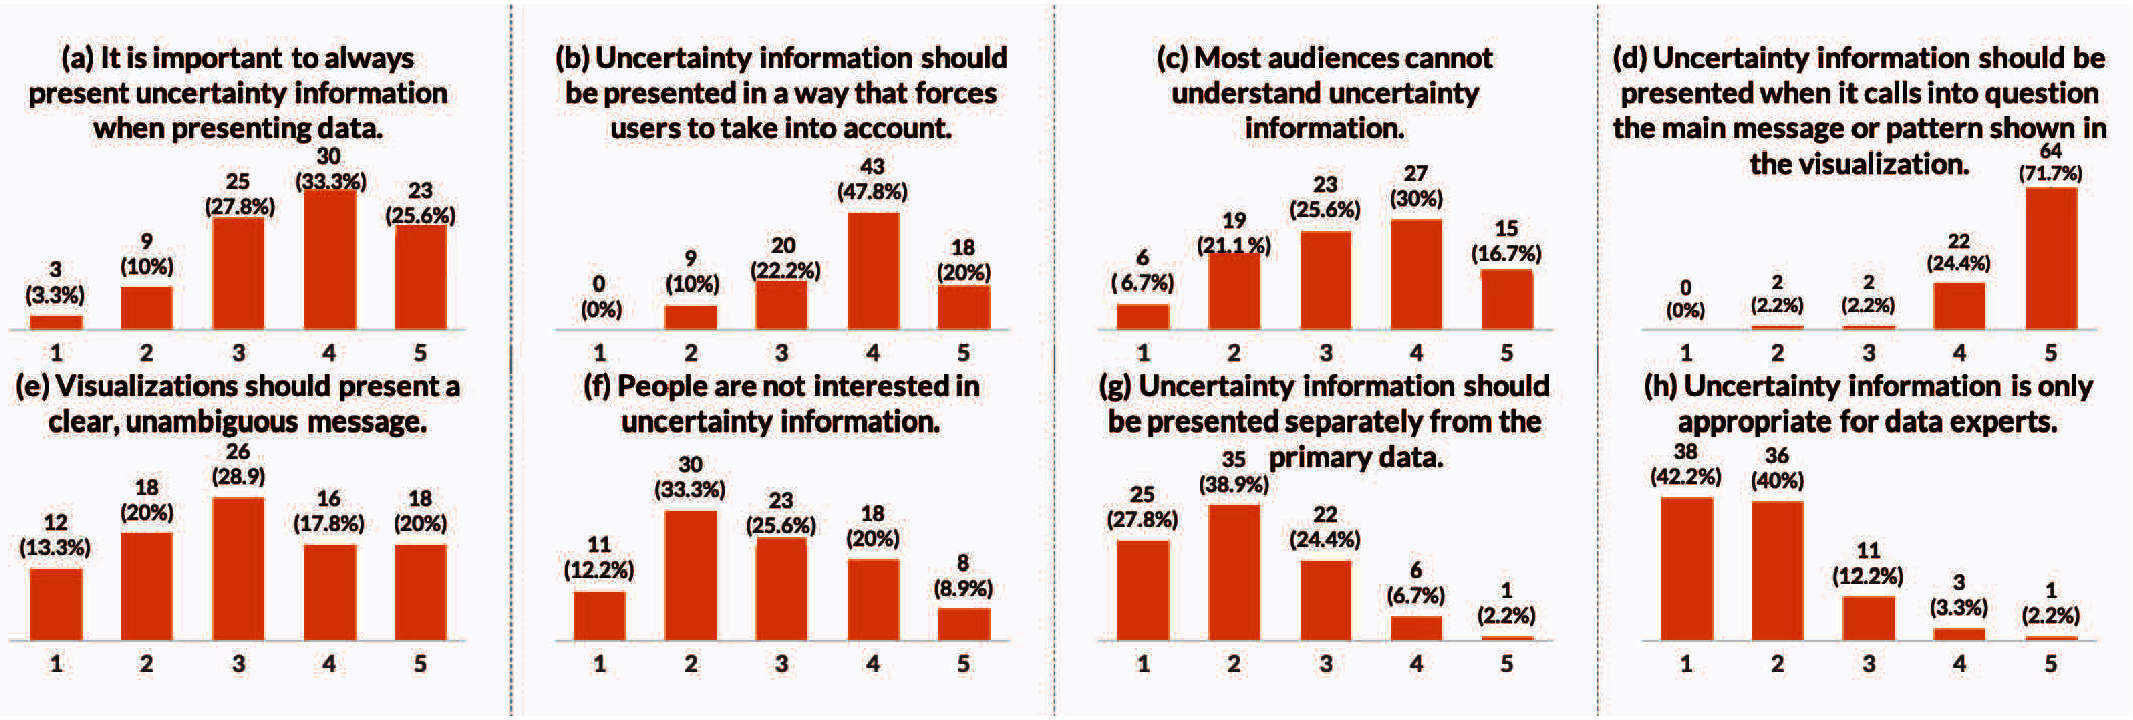 (a) It is important to always
present uncertainty information
when presenting data.
3
(3.3%)
9
(10%)
25
(27.8%)
30
(33.3%)
23
(25.6%)
1 2 3 4 5
(b) Uncertainty information should
be presented in a way that forces
users to take into account.
0
(0%)
9
(10%)
20
(22.2%)
43
(47.8%)
18
(20%)
1 2 3 4 5
(c) Most audiences cannot
understand uncertainty
information.
6
( 6.7%)
19
(21.1 %)
23
(25.6%)
27
(30%)
15
(16.7%)
1 2 3 4 5
(d) Uncertainty information should be
presented when it calls into question
the main message or pattern shown in
the visualization.
0
(0%)
2
(2.2%)
2
(2.2%)
22
(24.4%)
64
(71.7%)
1 2 3 4 5
(e) Visualizations should present a
clear, unambiguous message.
12
(13.3%)
18
(20%)
26
(28.9)
16
(17.8%)
18
(20%)
1 2 3 4 5
(f) People are not interested in
uncertainty information.
11
(12.2%)
30
(33.3%)
23
(25.6%)
18
(20%)
8
(8.9%)
1 2 3 4 5
(g) Uncertainty information should
be presented separately from the
primary data.
25
(27.8%)
35
(38.9%)
22
(24.4%)
6
(6.7%)
1
(2.2%)
1 2 3 4 5
(h) Uncertainty information is only
appropriate for data experts.
38
(42.2%)
36
(40%)
11
(12.2%)
3
(3.3%)
1
(2.2%)
1 2 3 4 5